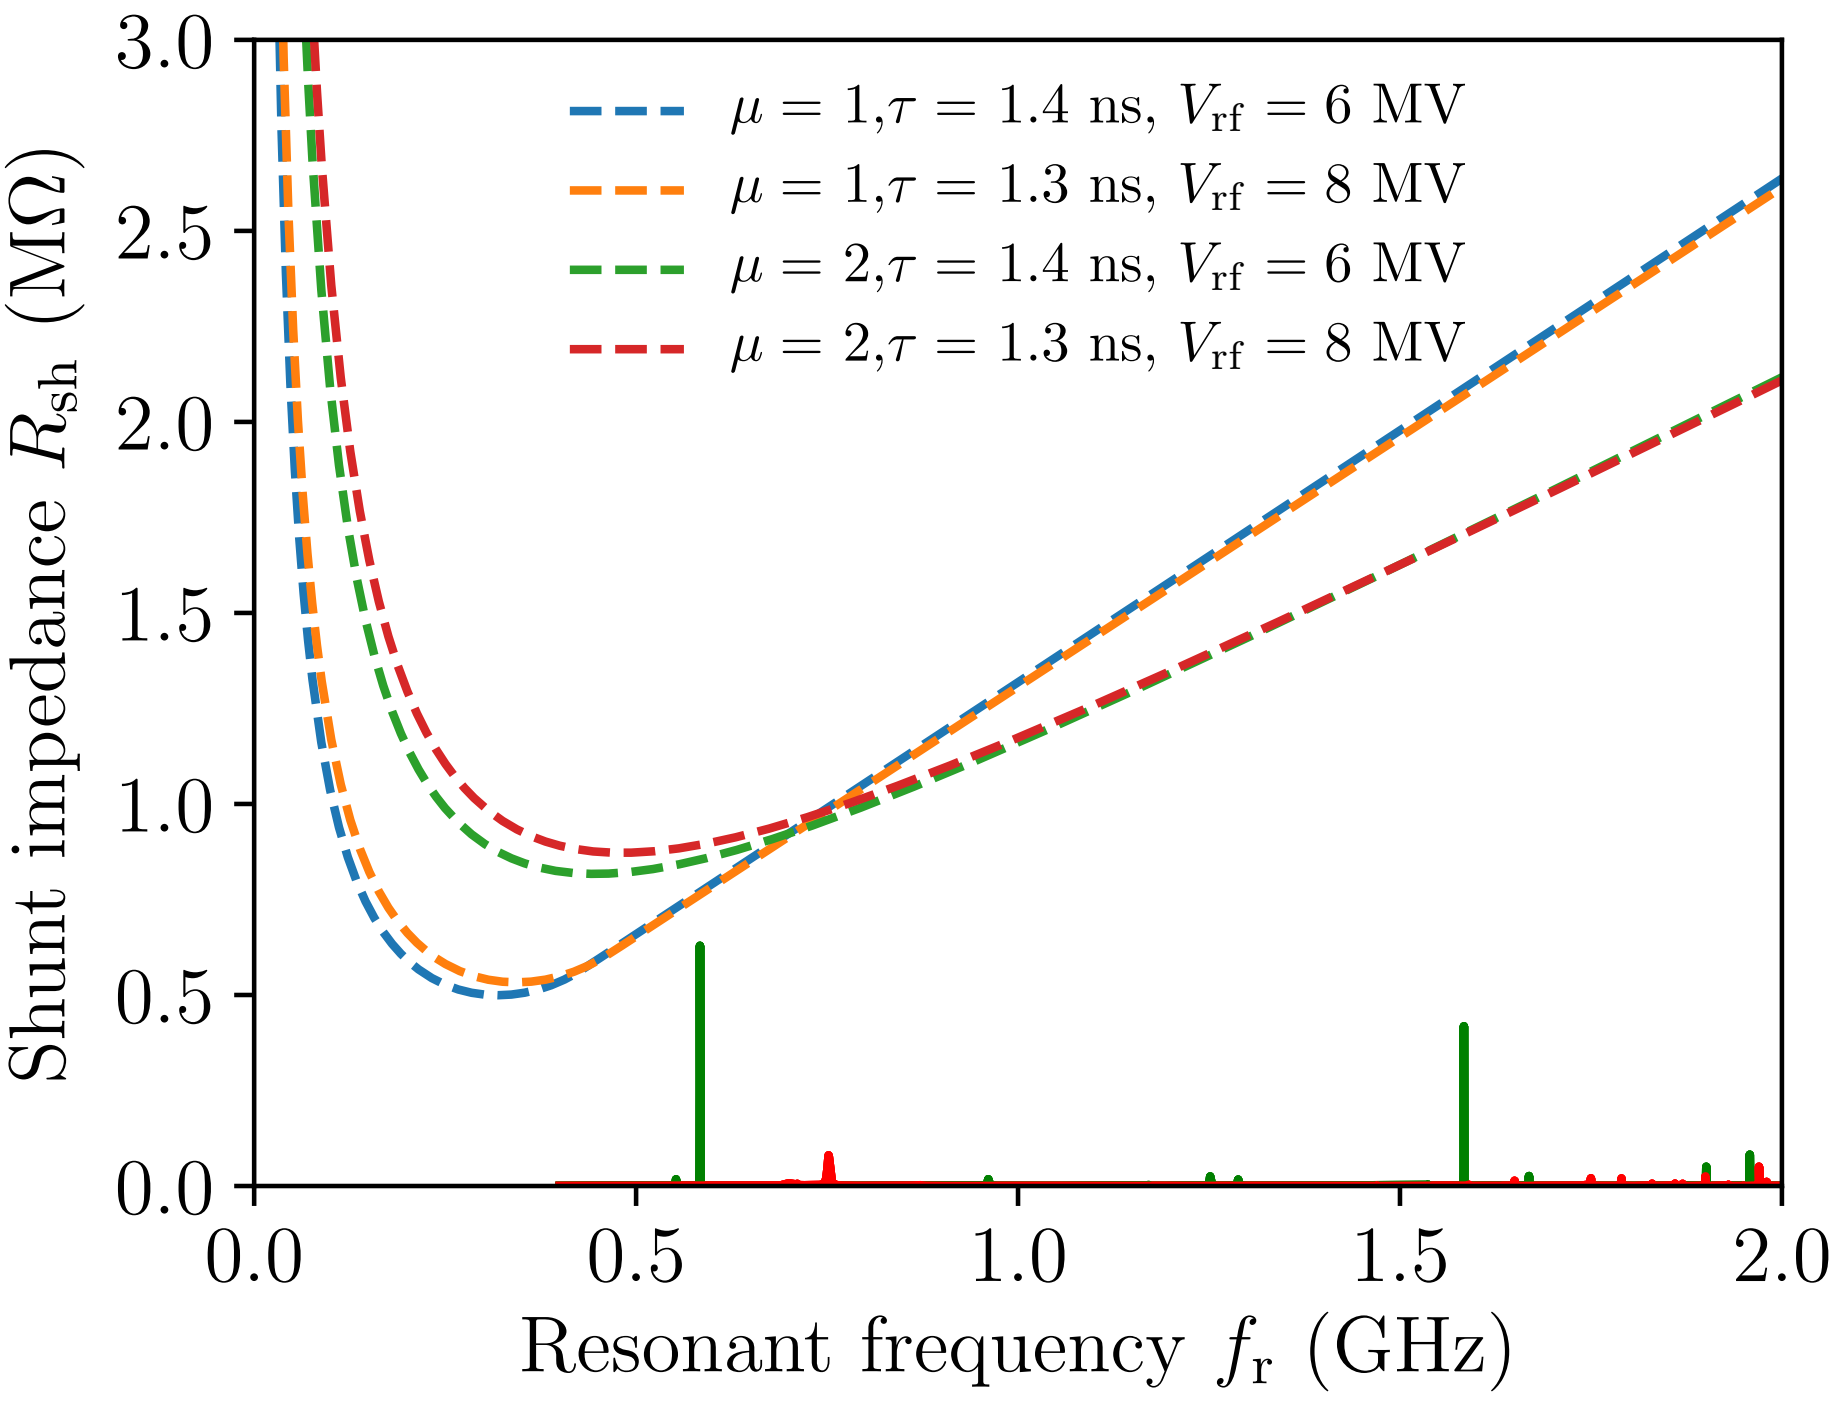 3.0
2.5
2.0
1.5
1.0
0.5
0.0
Shunt impedance R_sh (MΩ)
μ = 1,τ = 1.4 ns, V_rf = 6 MV
μ = 1,τ = 1.3 ns, V_rf = 8 MV
μ = 2,τ = 1.4 ns, V_rf = 6 MV
μ = 2,τ = 1.3 ns, V_rf = 8 MV
0.0 0.5 1.0 1.5 2.0
Resonant frequency f_r (GHz)